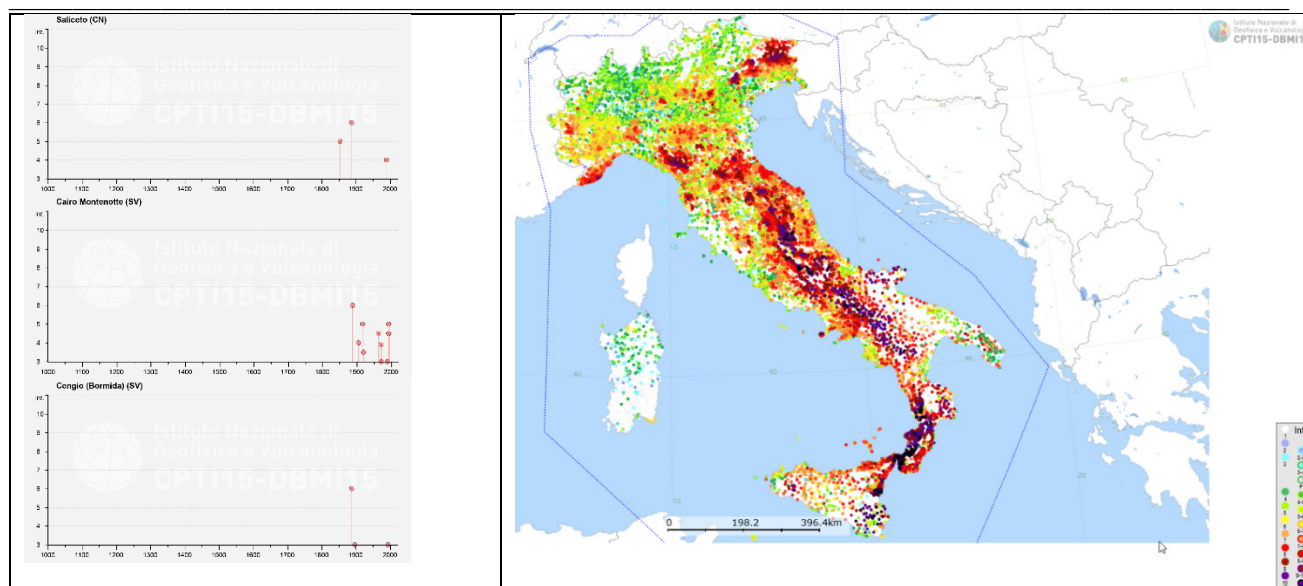 Saliceto (CN)
Int.
11
10
9
8
7
6
5
4
3
1000 1100 1200 1300 1400 1500 1600 1700 1800 1900 2000
Istituto Nazionale di
Geofisica e Vulcanologia
CPTI15-DBMI15
Cairo Montenotte (SV)
Int.
11
10
9
8
7
6
5
4
3
1000 1100 1200 1300 1400 1500 1600 1700 1800 1900 2000
Istituto Nazionale di
Geofisica e Vulcanologia
CPTI15-DBMI15
Cengio (Bormida) (SV)
Int.
11
10
9
8
7
6
5
4
3
1000 1100 1200 1300 1400 1500 1600 1700 1800 1900 2000
Istituto Nazionale di
Geofisica e Vulcanologia
CPTI15-DBMI15
Istituto Nazionale di
Geofisica e Vulcanologia
CPTI15-DBMI1
0 198.2 396.4km
Int